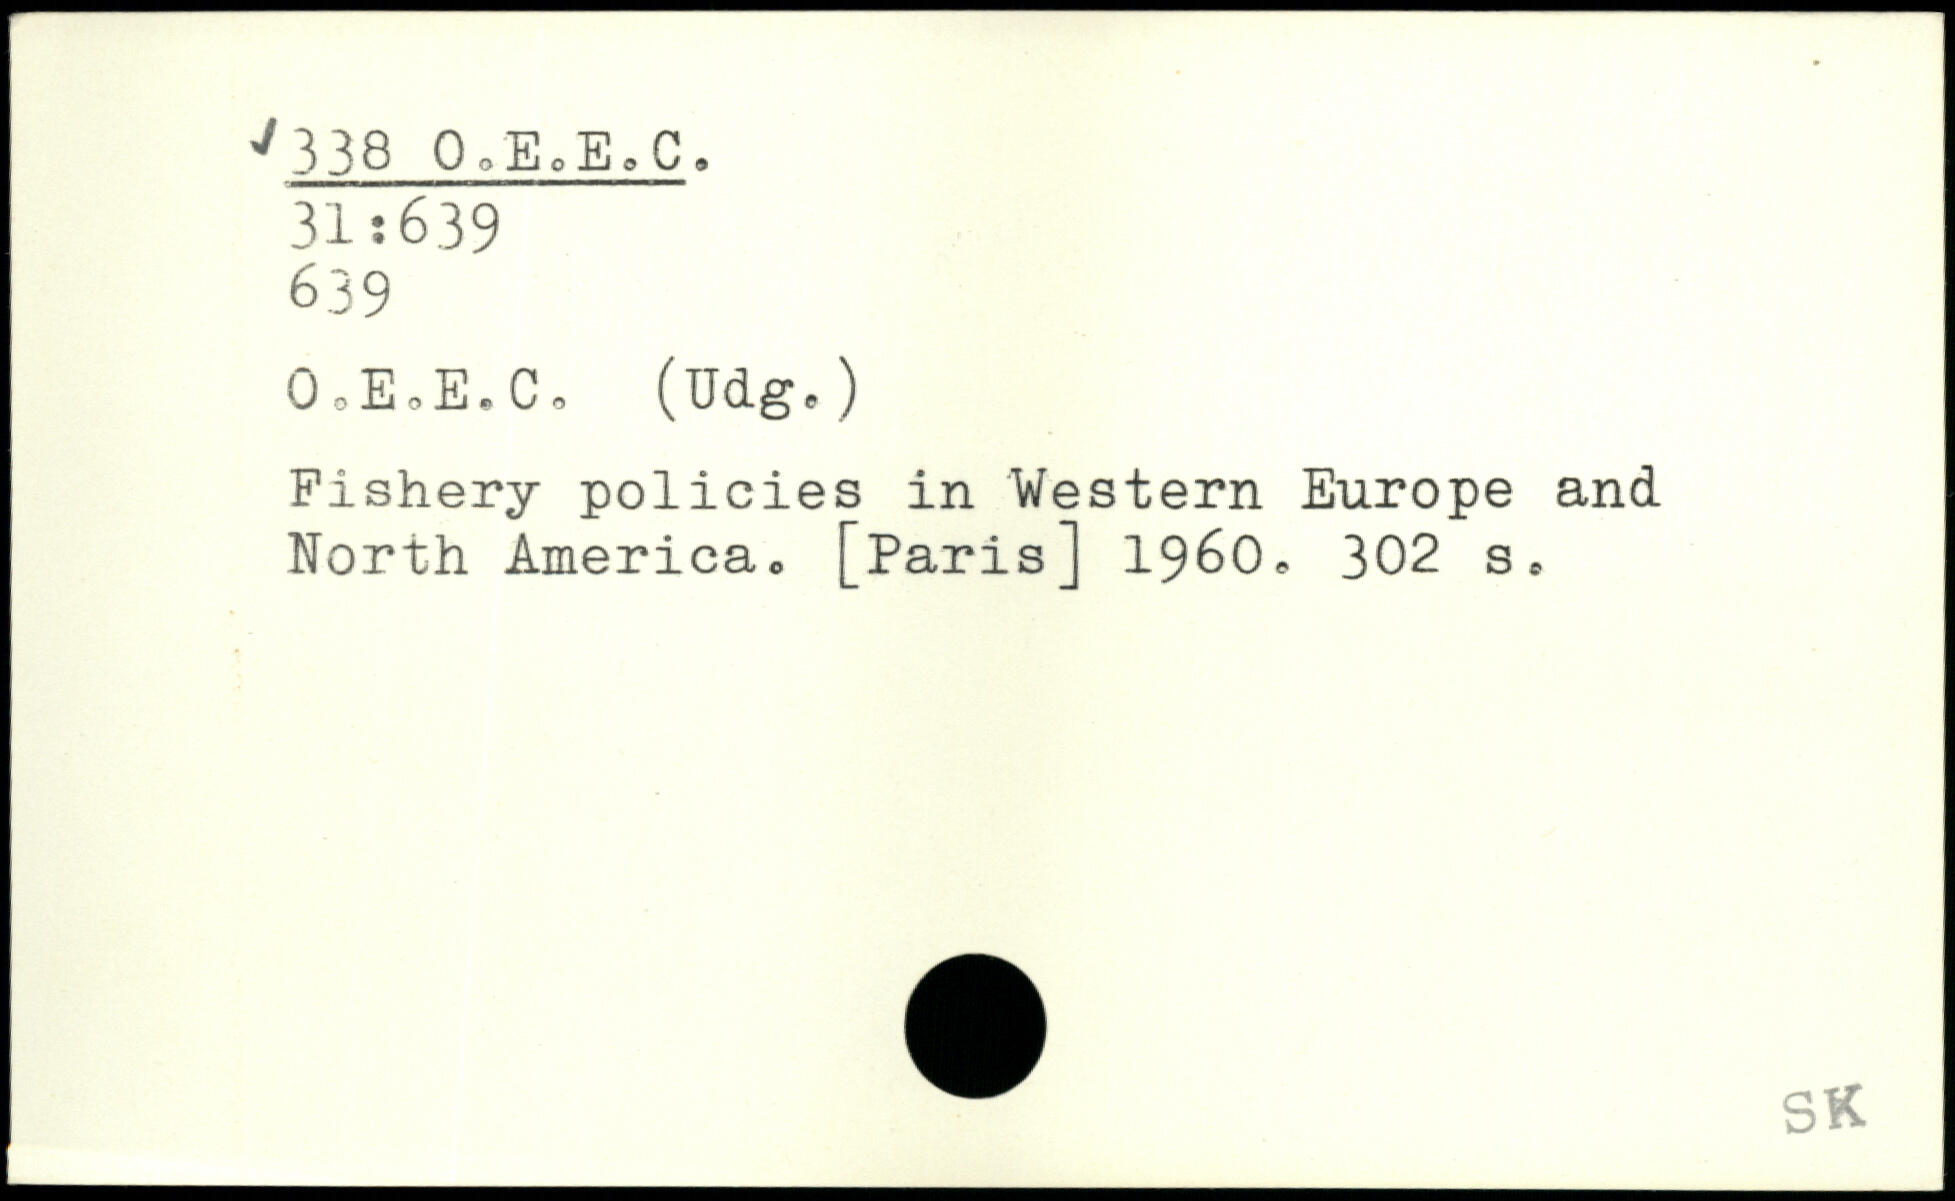 ✓338 O.E.E.C.
31:639
639
O.E.E.C. (Udg.)
Fishery policies in Western Europe and
North America. [Paris] 1960. 302 s.
SK